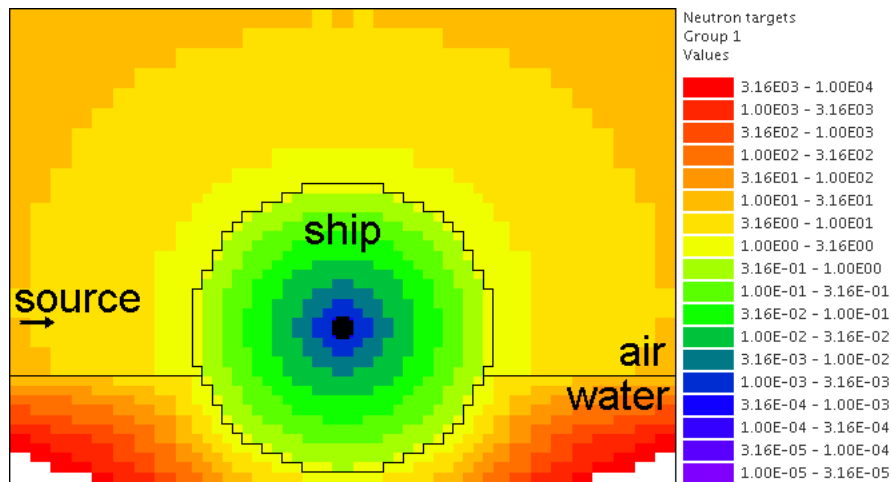 Neutron targets
Group 1
Values
3.16E03 - 1.00E04
1.00E03 - 3.16E03
3.16E02 - 1.00E03
1.00E02 - 3.16E02
3.16E01 - 1.00E02
1.00E01 - 3.16E01
3.16E00 - 1.00E01
1.00E00 - 3.16E00
3.16E-01 - 1.00E00
1.00E-01 - 3.16E-01
3.16E-02 - 1.00E-01
1.00E-02 - 3.16E-02
3.16E-03 - 1.00E-02
1.00E-03 - 3.16E-03
3.16E-04 - 1.00E-03
1.00E-04 - 3.16E-04
3.16E-05 - 1.00E-04
1.00E-05 - 3.16E-05
ship
source
air
water